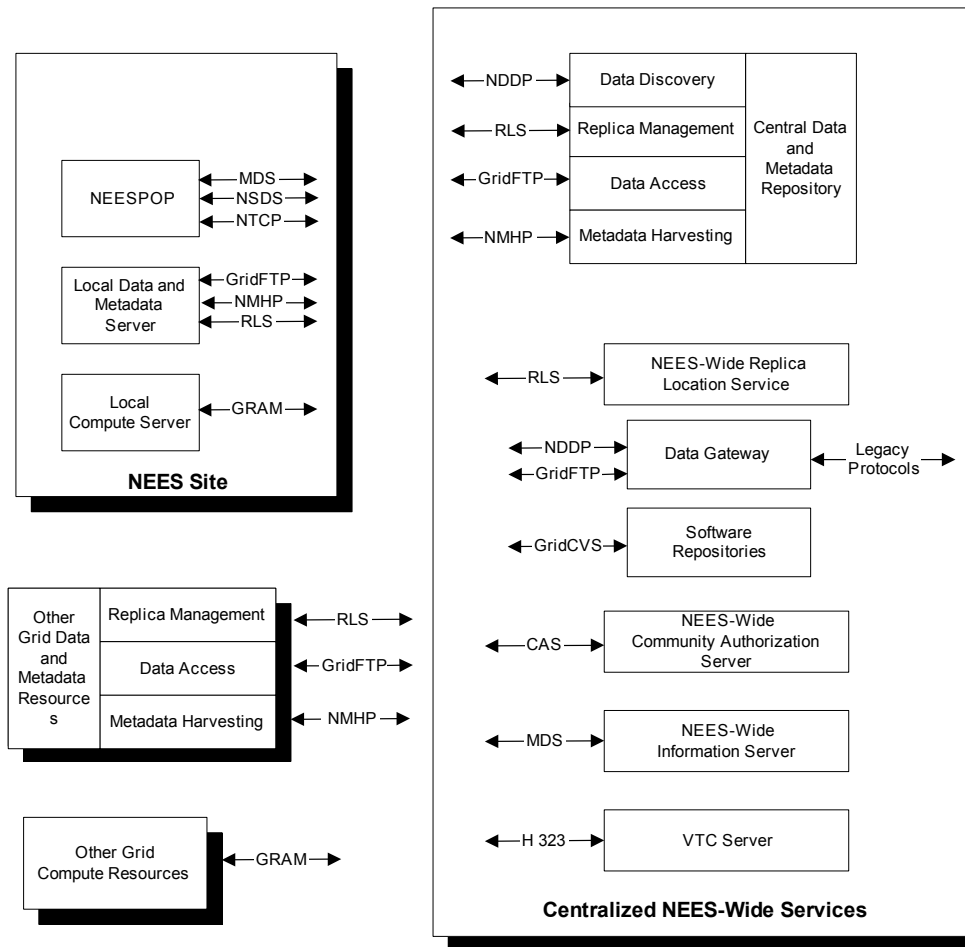 NEESPOP
MDS
NSDS
NTCP
Local Data and
Metadata
Server
GridFTP
NMHP
RLS
Local
Compute Server
GRAM
NEES Site
Other
Grid Data
and
Metadata
Resource
s
Replica Management
RLS
Data Access
GridFTP
Metadata Harvesting
NMHP
Other Grid
Compute Resources
GRAM
NDDP
Data Discovery
RLS
Replica Management
GridFTP
Data Access
NMHP
Metadata Harvesting
Central Data
and
Metadata
Repository
RLS
NEES-Wide Replica
Location Service
NDDP
GridFTP
Data Gateway
Legacy
Protocols
GridCVS
Software
Repositories
CAS
NEES-Wide
Community Authorization
Server
MDS
NEES-Wide
Information Server
H 323
VTC Server
Centralized NEES-Wide Services